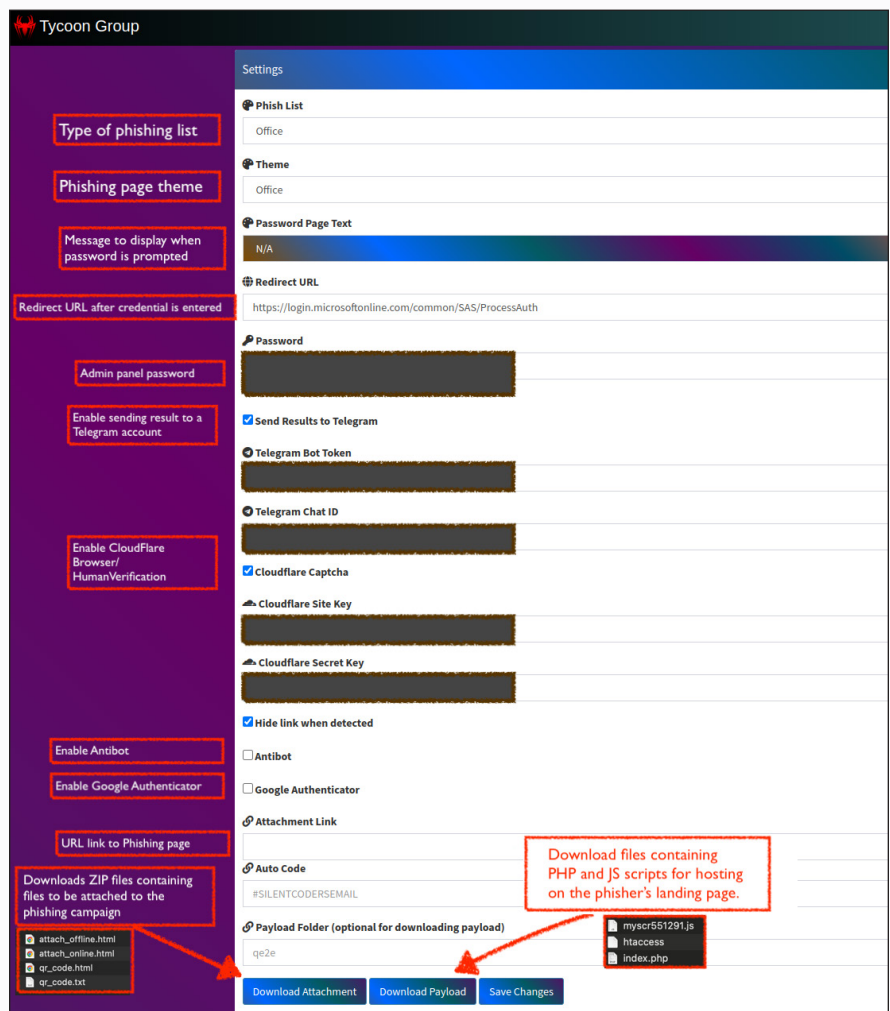 Tycoon Group
Settings
Phish List
Type of phishing list
Office
Theme
Phishing page theme
Office
Password Page Text
Message to display when
password is prompted
N/A
Redirect URL
Redirect URL after credential is entered
https://login.microsoftonline.com/common/SAS/ProcessAuth
Password
Admin panel password
Enable sending result to a
Telegram account
Send Results to Telegram
Telegram Bot Token
Telegram Chat ID
Enable CloudFlare
Browser/
HumanVerification
Cloudflare Captcha
Cloudflare Site Key
Cloudflare Secret Key
Hide link when detected
Enable Antibot
Antibot
Enable Google Authenticator
Google Authenticator
Attachment Link
URL link to Phishing page
Auto Code
#SILENTCODERSEMAIL
Download files containing
PHP and JS scripts for hosting
on the phisher's landing page.
Downloads ZIP files containing
files to be attached to the
phishing campaign
Payload Folder (optional for downloading payload)
qe2e
myscr551291.js
htaccess
index.php
attach_offline.html
attach_online.html
qr_code.html
qr_code.txt
Download Attachment
Download Payload
Save Changes